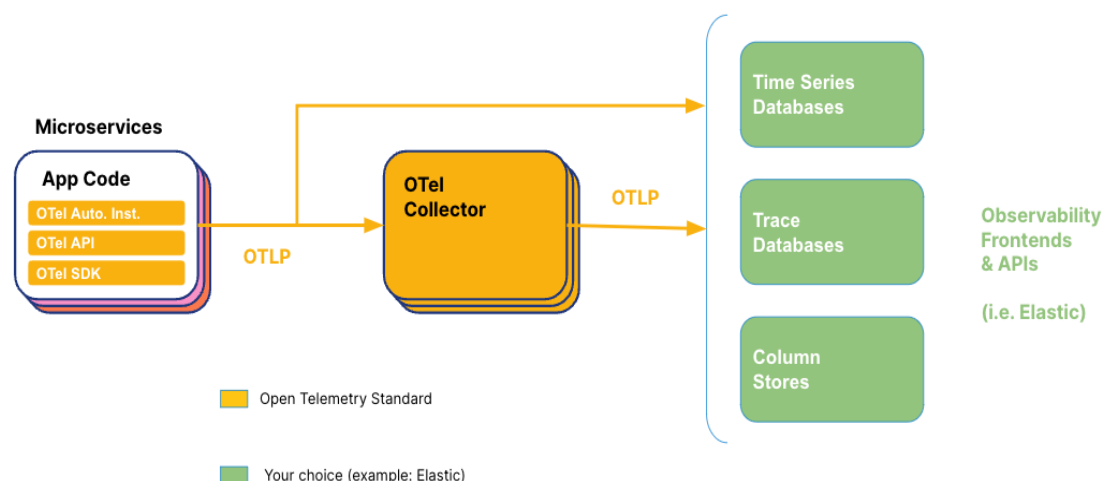 Microservices
App Code
OTel Auto. Inst.
OTel API
OTel SDK
OTLP
OTel
Collector
OTLP
Time Series
Databases
Trace
Databases
Column
Stores
Observability
Frontends
& APIs
(i.e. Elastic)
Open Telemetry Standard
Your choice (example: Elastic)